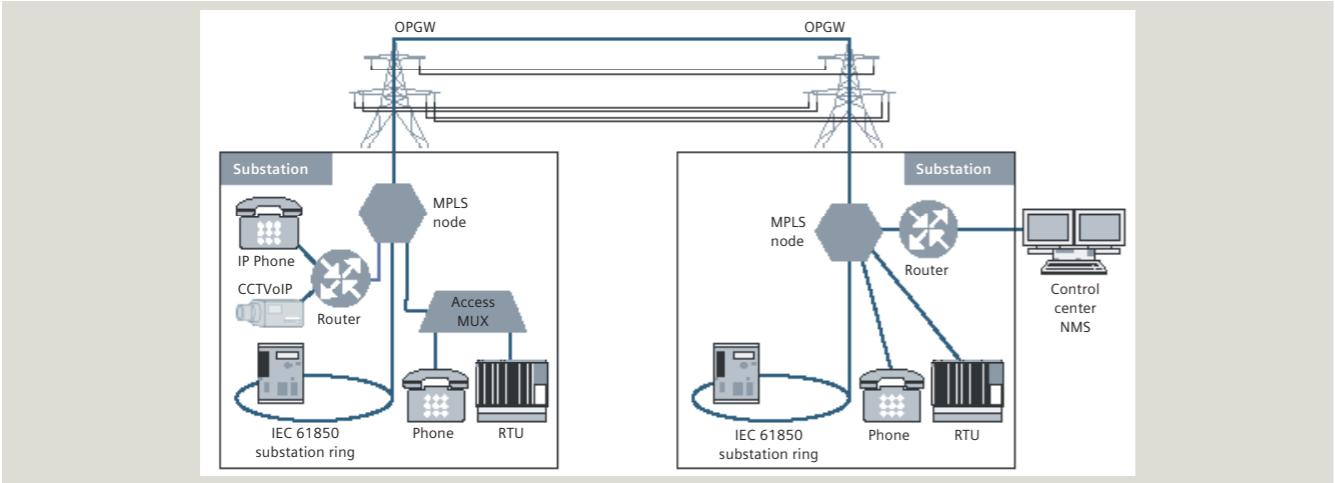 OPGW
OPGW
Substation
MPLS
node
IP Phone
CCTVoIP
Router
Access
MUX
IEC 61850
substation ring
Phone
RTU
Substation
MPLS
node
Router
Control
center
NMS
IEC 61850
substation ring
Phone
RTU